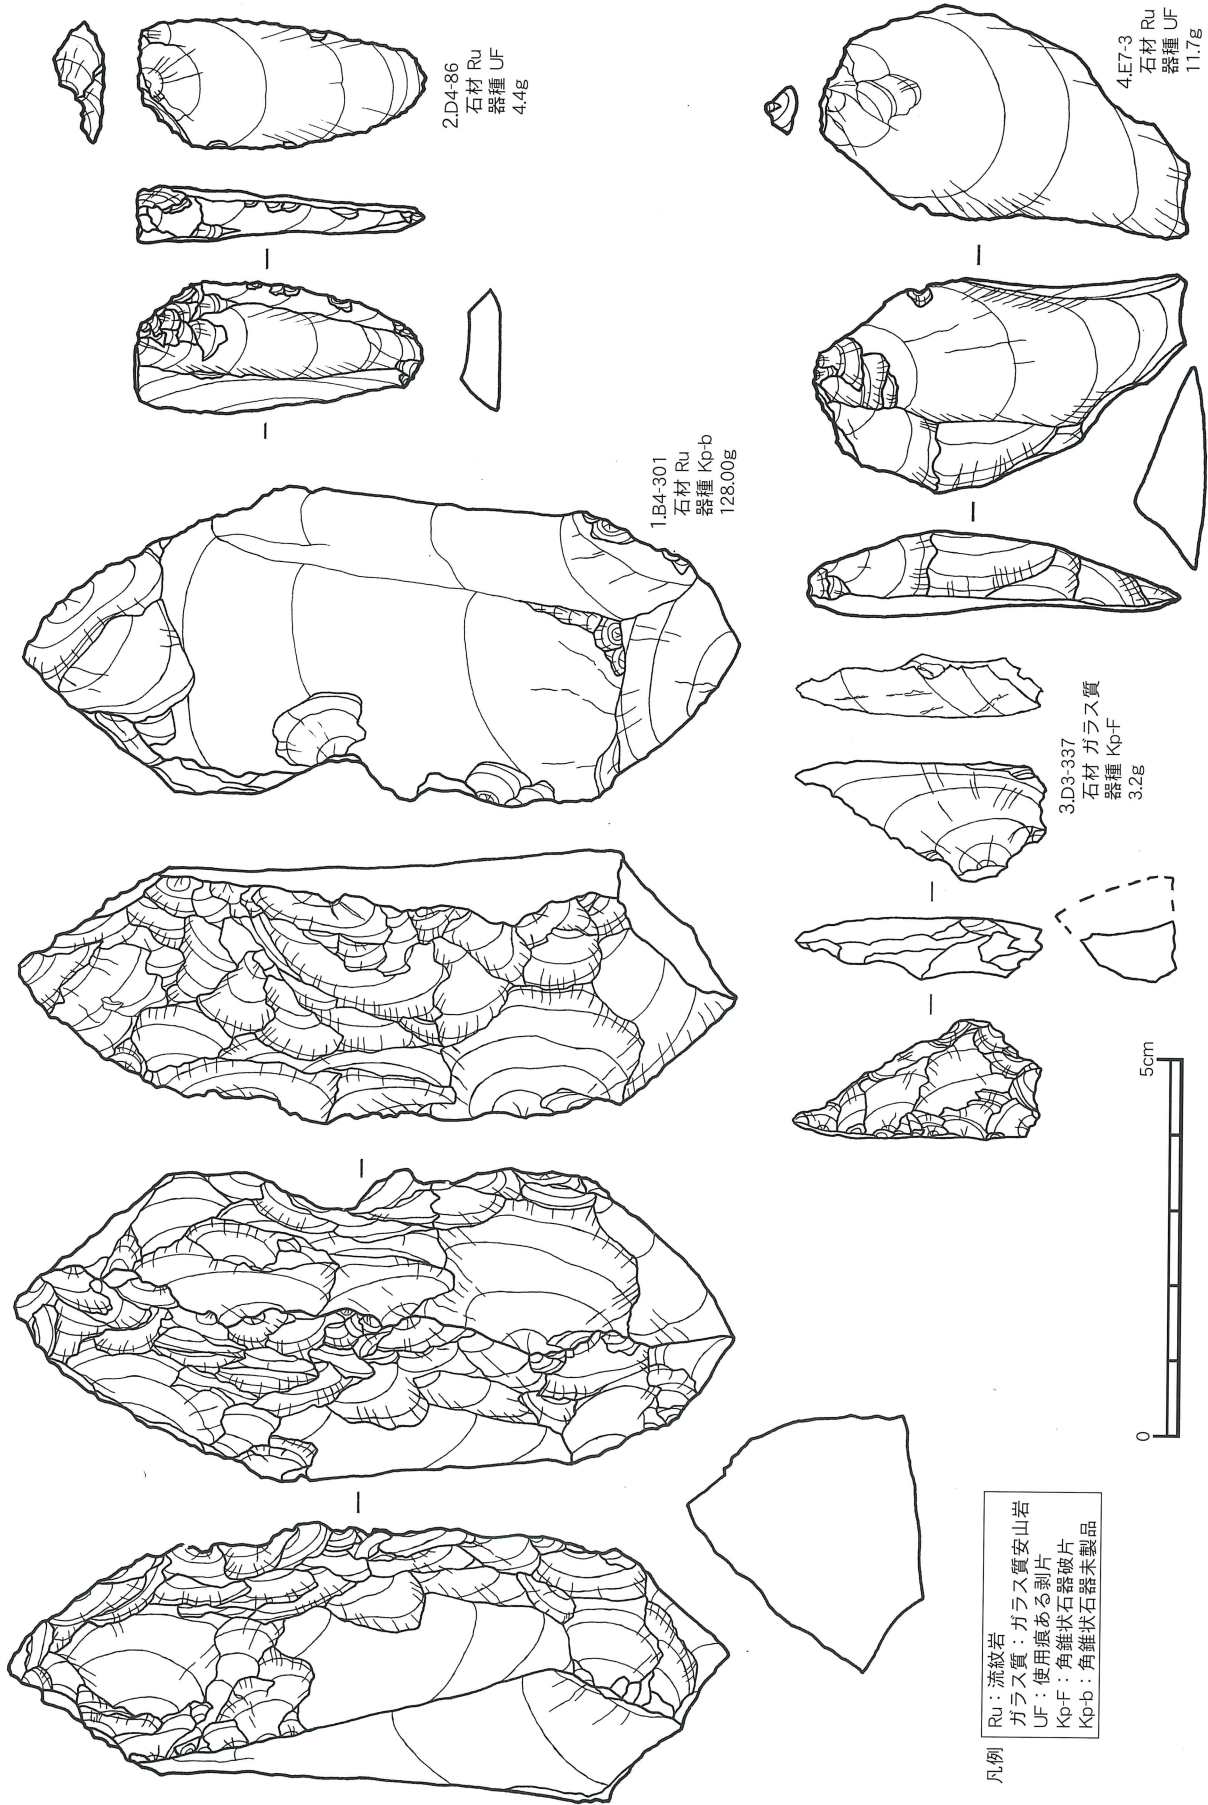 1.B4-301
石材 Ru
器種 Kp-b
128.00g
2.D4-86
石材 Ru
器種 UF
4.4g
3.D3-337
石材 ガラス質
器種 Kp-F
3.2g
4.E7-3
石材 Ru
器種 UF
11.7g
0
5cm
凡例
Ru：流紋岩
ガラス質：ガラス質安山岩
UF：使用痕ある剥片
Kp-F：角錐状石器破片
Kp-b：角錐状石器未製品